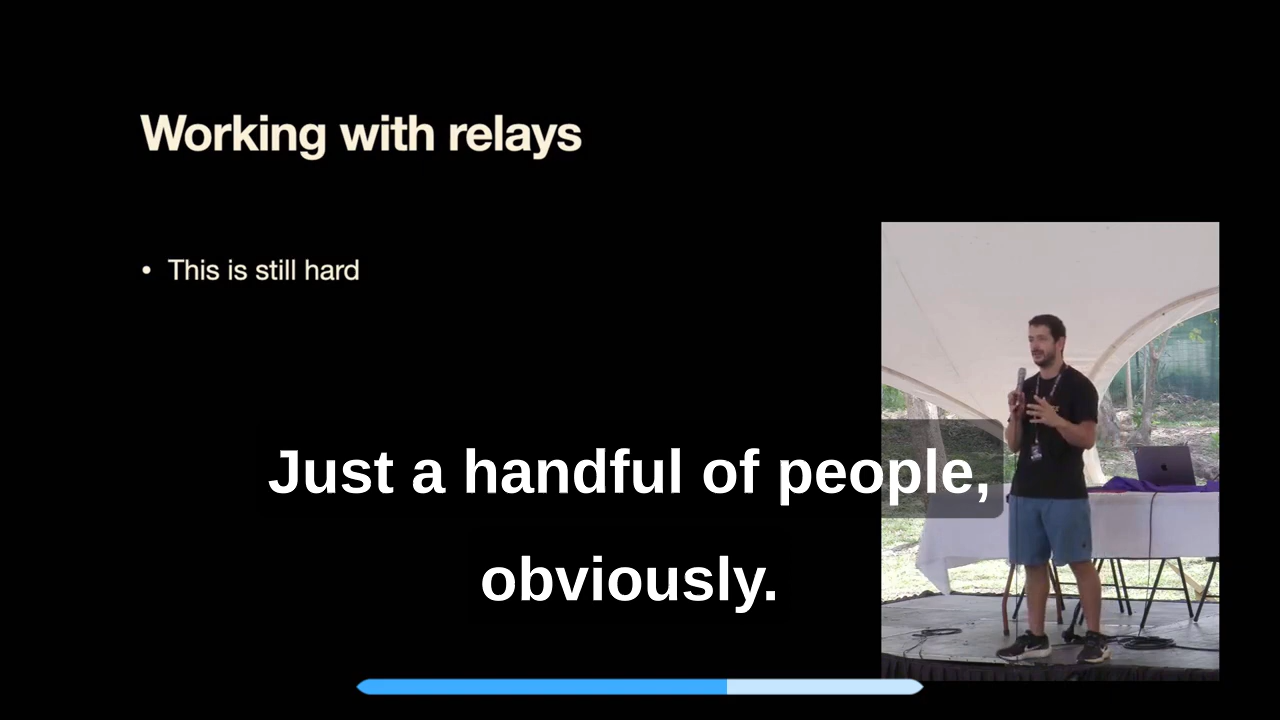 Working with relays
• This is still hard
Just a handful of people,
obviously.